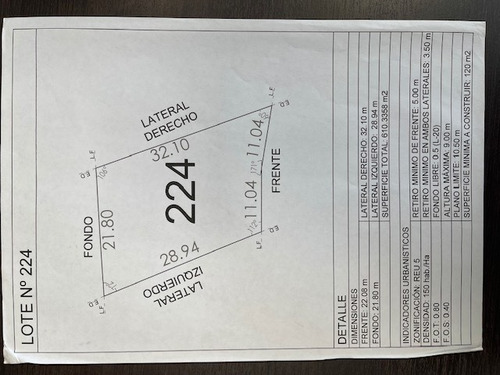 LOTE Nº 224
FONDO
21.80
LATERAL
DERECHO
32.10
224
28.94
LATERAL
IZQUIERDO
11.04
11.04
FRENTE
DETALLE
DIMENSIONES
FRENTE: 22.08 m
FONDO: 21.80 m
LATERAL DERECHO: 32.10 m
LATERAL IZQUIERDO: 28.94 m
SUPERFICIE TOTAL: 610.3358 m2
INDICADORES URBANISTICOS
ZONIFICACIÓN: REU 5
DENSIDAD: 150 hab./Ha
F.O.T: 0.80
F.O.S: 0.40
RETIRO MINIMO DE FRENTE: 5.00 m
RETIRO MINIMO EN AMBOS LATERALES: 3.50 m
FONDO LIBRE: 0.5 (L-20)
ALTURA MÁXIMA: 9.00 m
PLANO LÍMITE: 10.50 m
SUPERFICIE MINIMA A CONSTRUIR: 120 m2